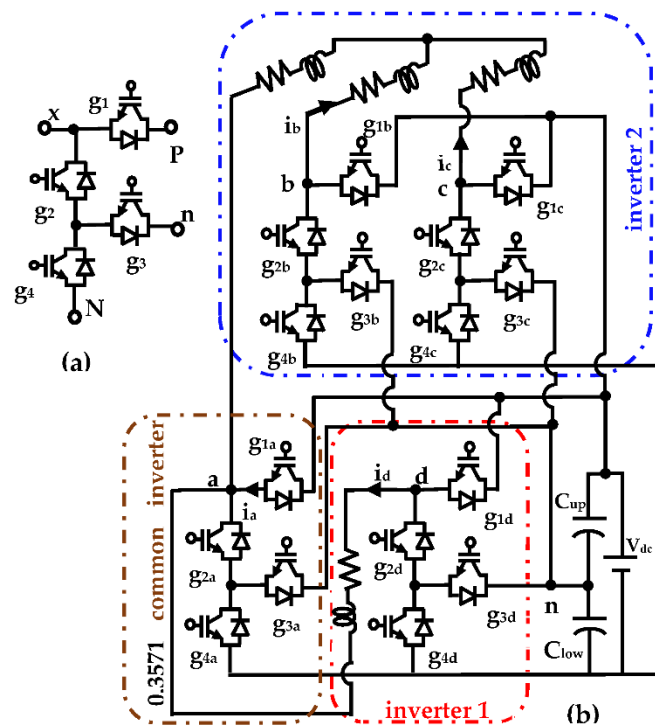 g1
x
P
g2
n
g3
g4
N
(a)
inverter 2
ib
g1b
ic
b
c
g1c
g2b
g2c
g3b
g3c
g4b
g4c
common inverter
0.3571
g1a
a
ia
g2a
g3a
g4a
id
d
g1d
g2d
g3d
g4d
inverter 1
Cup
Vdc
n
Clow
(b)